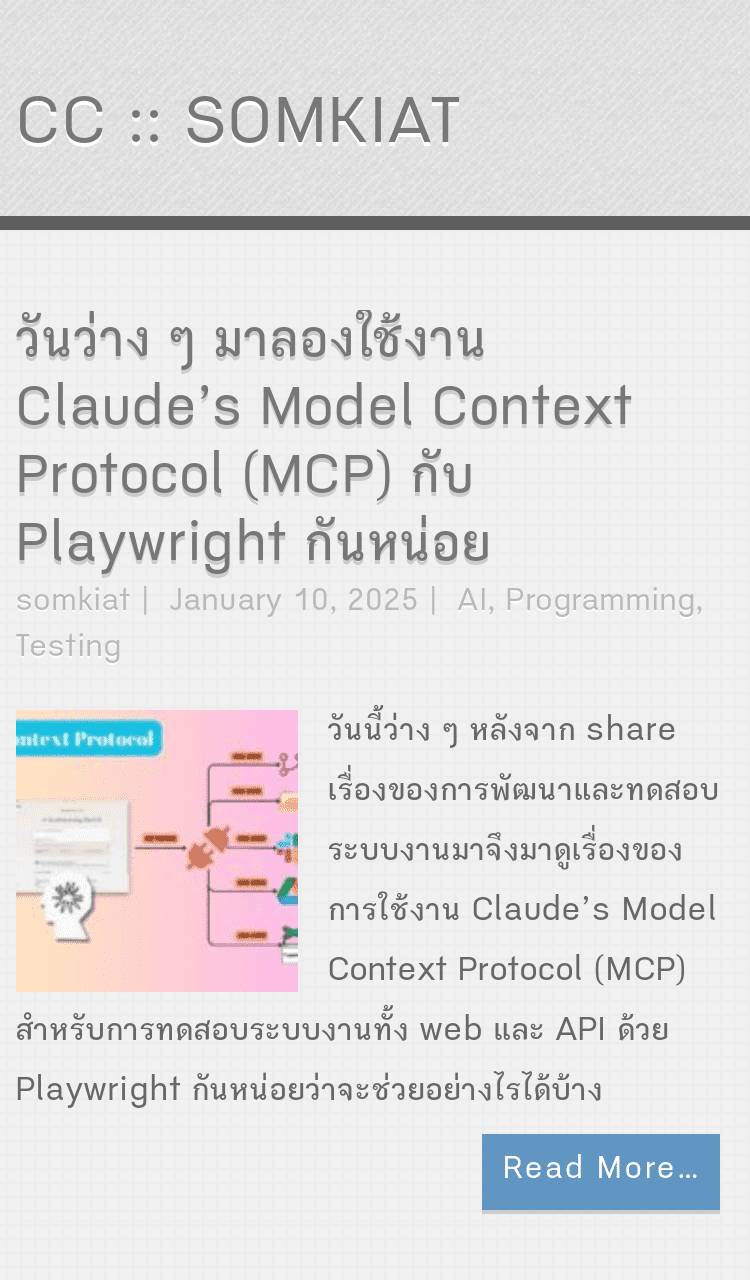 CC :: SOMKIAT
วันว่าง ๆ มาลองใช้งาน
Claude’s Model Context
Protocol (MCP) กับ
Playwright กันหน่อย
somkiat | January 10, 2025 | AI, Programming,
Testing
ntext Protocol
วันนี้ว่าง ๆ หลังจาก share
เรื่องของการพัฒนาและทดสอบ
ระบบงานมาจึงมาดูเรื่องของ
การใช้งาน Claude’s Model
Context Protocol (MCP)
สำหรับการทดสอบระบบงานทั้ง web และ API ด้วย
Playwright กันหน่อยว่าจะช่วยอย่างไรได้บ้าง
Read More…